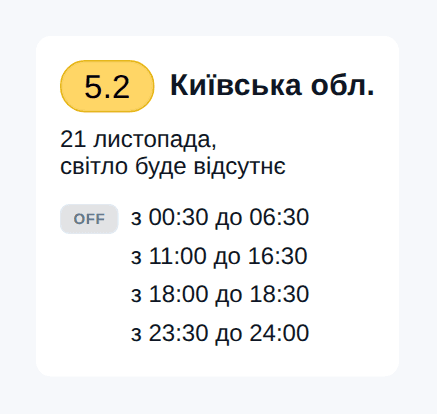 5.2 Київська обл.
21 листопада,
світло буде відсутнє
OFF з 00:30 до 06:30
з 11:00 до 16:30
з 18:00 до 18:30
з 23:30 до 24:00